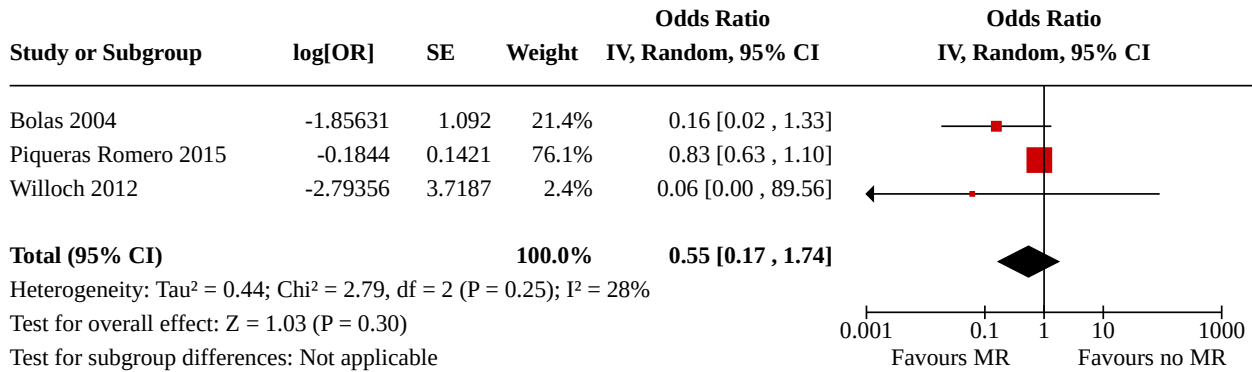 Odds Ratio Odds Ratio
Study or Subgroup log[OR] SE Weight IV, Random, 95% CI IV, Random, 95% CI
Bolas 2004 -1.85631 1.092 21.4% 0.16 [0.02 , 1.33]
Piqueras Romero 2015 -0.1844 0.1421 76.1% 0.83 [0.63 , 1.10]
Willoch 2012 -2.79356 3.7187 2.4% 0.06 [0.00 , 89.56]
Total (95% CI) 100.0% 0.55 [0.17 , 1.74]
Heterogeneity: Tau² = 0.44; Chi² = 2.79, df = 2 (P = 0.25); I² = 28%
Test for overall effect: Z = 1.03 (P = 0.30)
0.001 0.1 1 10 1000
Test for subgroup differences: Not applicable
Favours MR Favours no MR